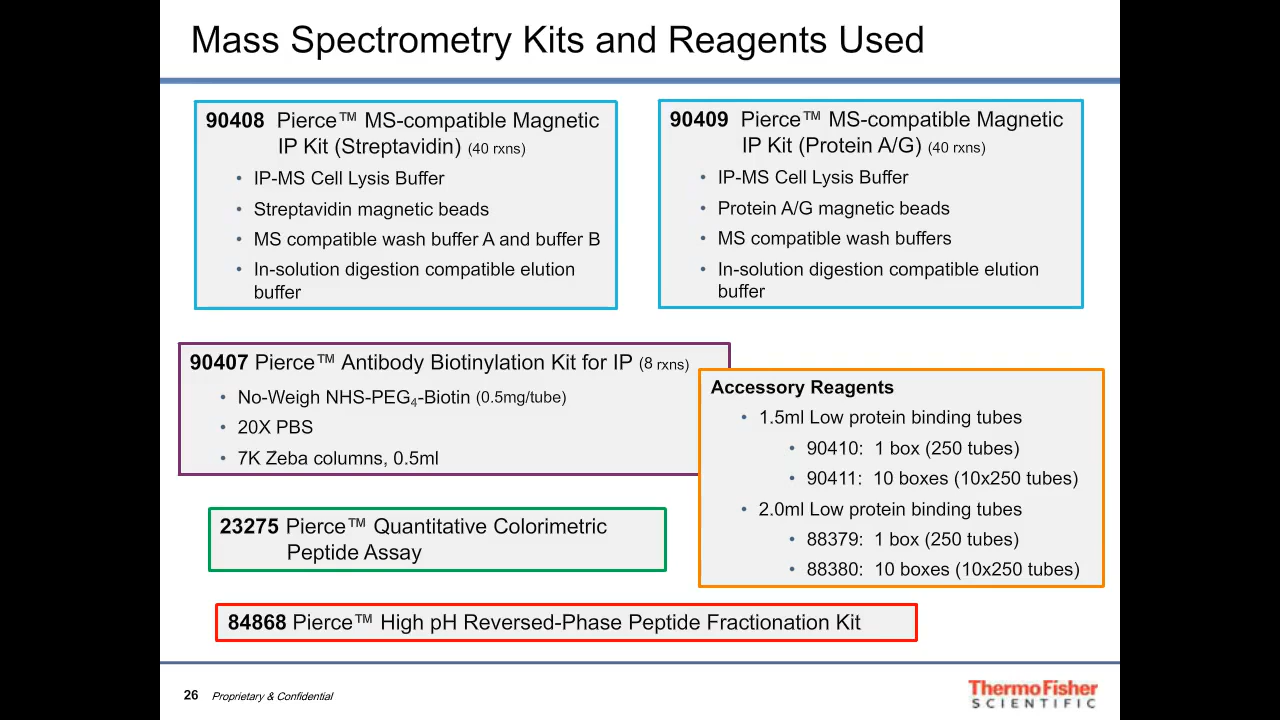 Mass Spectrometry Kits and Reagents Used
90408 Pierce™ MS-compatible Magnetic
IP Kit (Streptavidin) (40 rxns)
• IP-MS Cell Lysis Buffer
• Streptavidin magnetic beads
• MS compatible wash buffer A and buffer B
• In-solution digestion compatible elution
buffer
90409 Pierce™ MS-compatible Magnetic
IP Kit (Protein A/G) (40 rxns)
• IP-MS Cell Lysis Buffer
• Protein A/G magnetic beads
• MS compatible wash buffers
• In-solution digestion compatible elution
buffer
90407 Pierce™ Antibody Biotinylation Kit for IP (8 rxns)
• No-Weigh NHS-PEG₄-Biotin (0.5mg/tube)
• 20X PBS
• 7K Zeba columns, 0.5ml
Accessory Reagents
• 1.5ml Low protein binding tubes
• 90410: 1 box (250 tubes)
• 90411: 10 boxes (10x250 tubes)
• 2.0ml Low protein binding tubes
• 88379: 1 box (250 tubes)
• 88380: 10 boxes (10x250 tubes)
23275 Pierce™ Quantitative Colorimetric
Peptide Assay
84868 Pierce™ High pH Reversed-Phase Peptide Fractionation Kit
26 Proprietary & Confidential
ThermoFisher
SCIENTIFIC